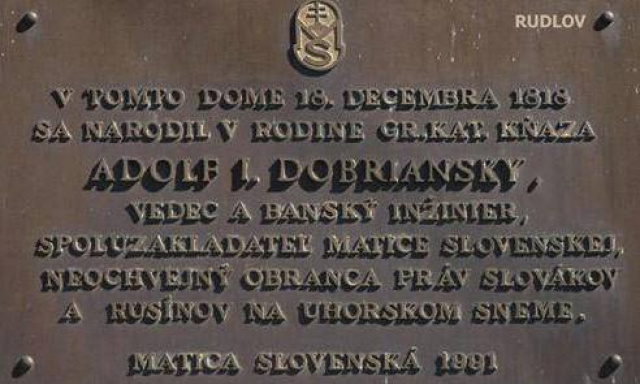 RUDLOV
MS
V TOMTO DOME 18. DECEMBRA 1818
SA NARODIL V RODINE GR.KAT. KŇAZA
ADOLF I. DOBRIANSKY,
VEDEC A BANSKÝ INŽINIER,
SPOLUZAKLADATEĽ MATICE SLOVENSKEJ,
NEOCHVEJNÝ OBRANCA PRÁV SLOVÁKOV
A RUSÍNOV NA UHORSKOM SNEME.
MATICA SLOVENSKÁ 1991